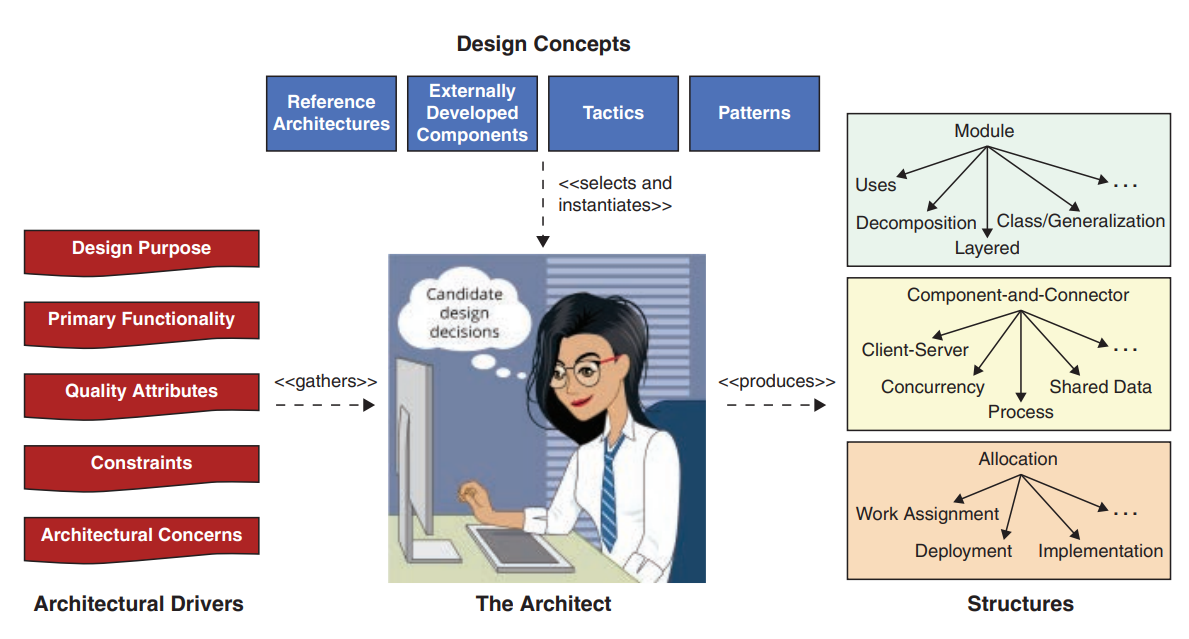 Design Concepts
Reference
Architectures
Externally
Developed
Components
Tactics
Patterns
<<selects and
instantiates>>
Design Purpose
Primary Functionality
Quality Attributes
Constraints
Architectural Concerns
Architectural Drivers
<<gathers>>
Candidate
design
decisions
The Architect
<<produces>>
Module
Uses
...
Decomposition
Class/Generalization
Layered
Component-and-Connector
Client-Server
...
Concurrency
Shared Data
Process
Allocation
Work Assignment
...
Deployment
Implementation
Structures